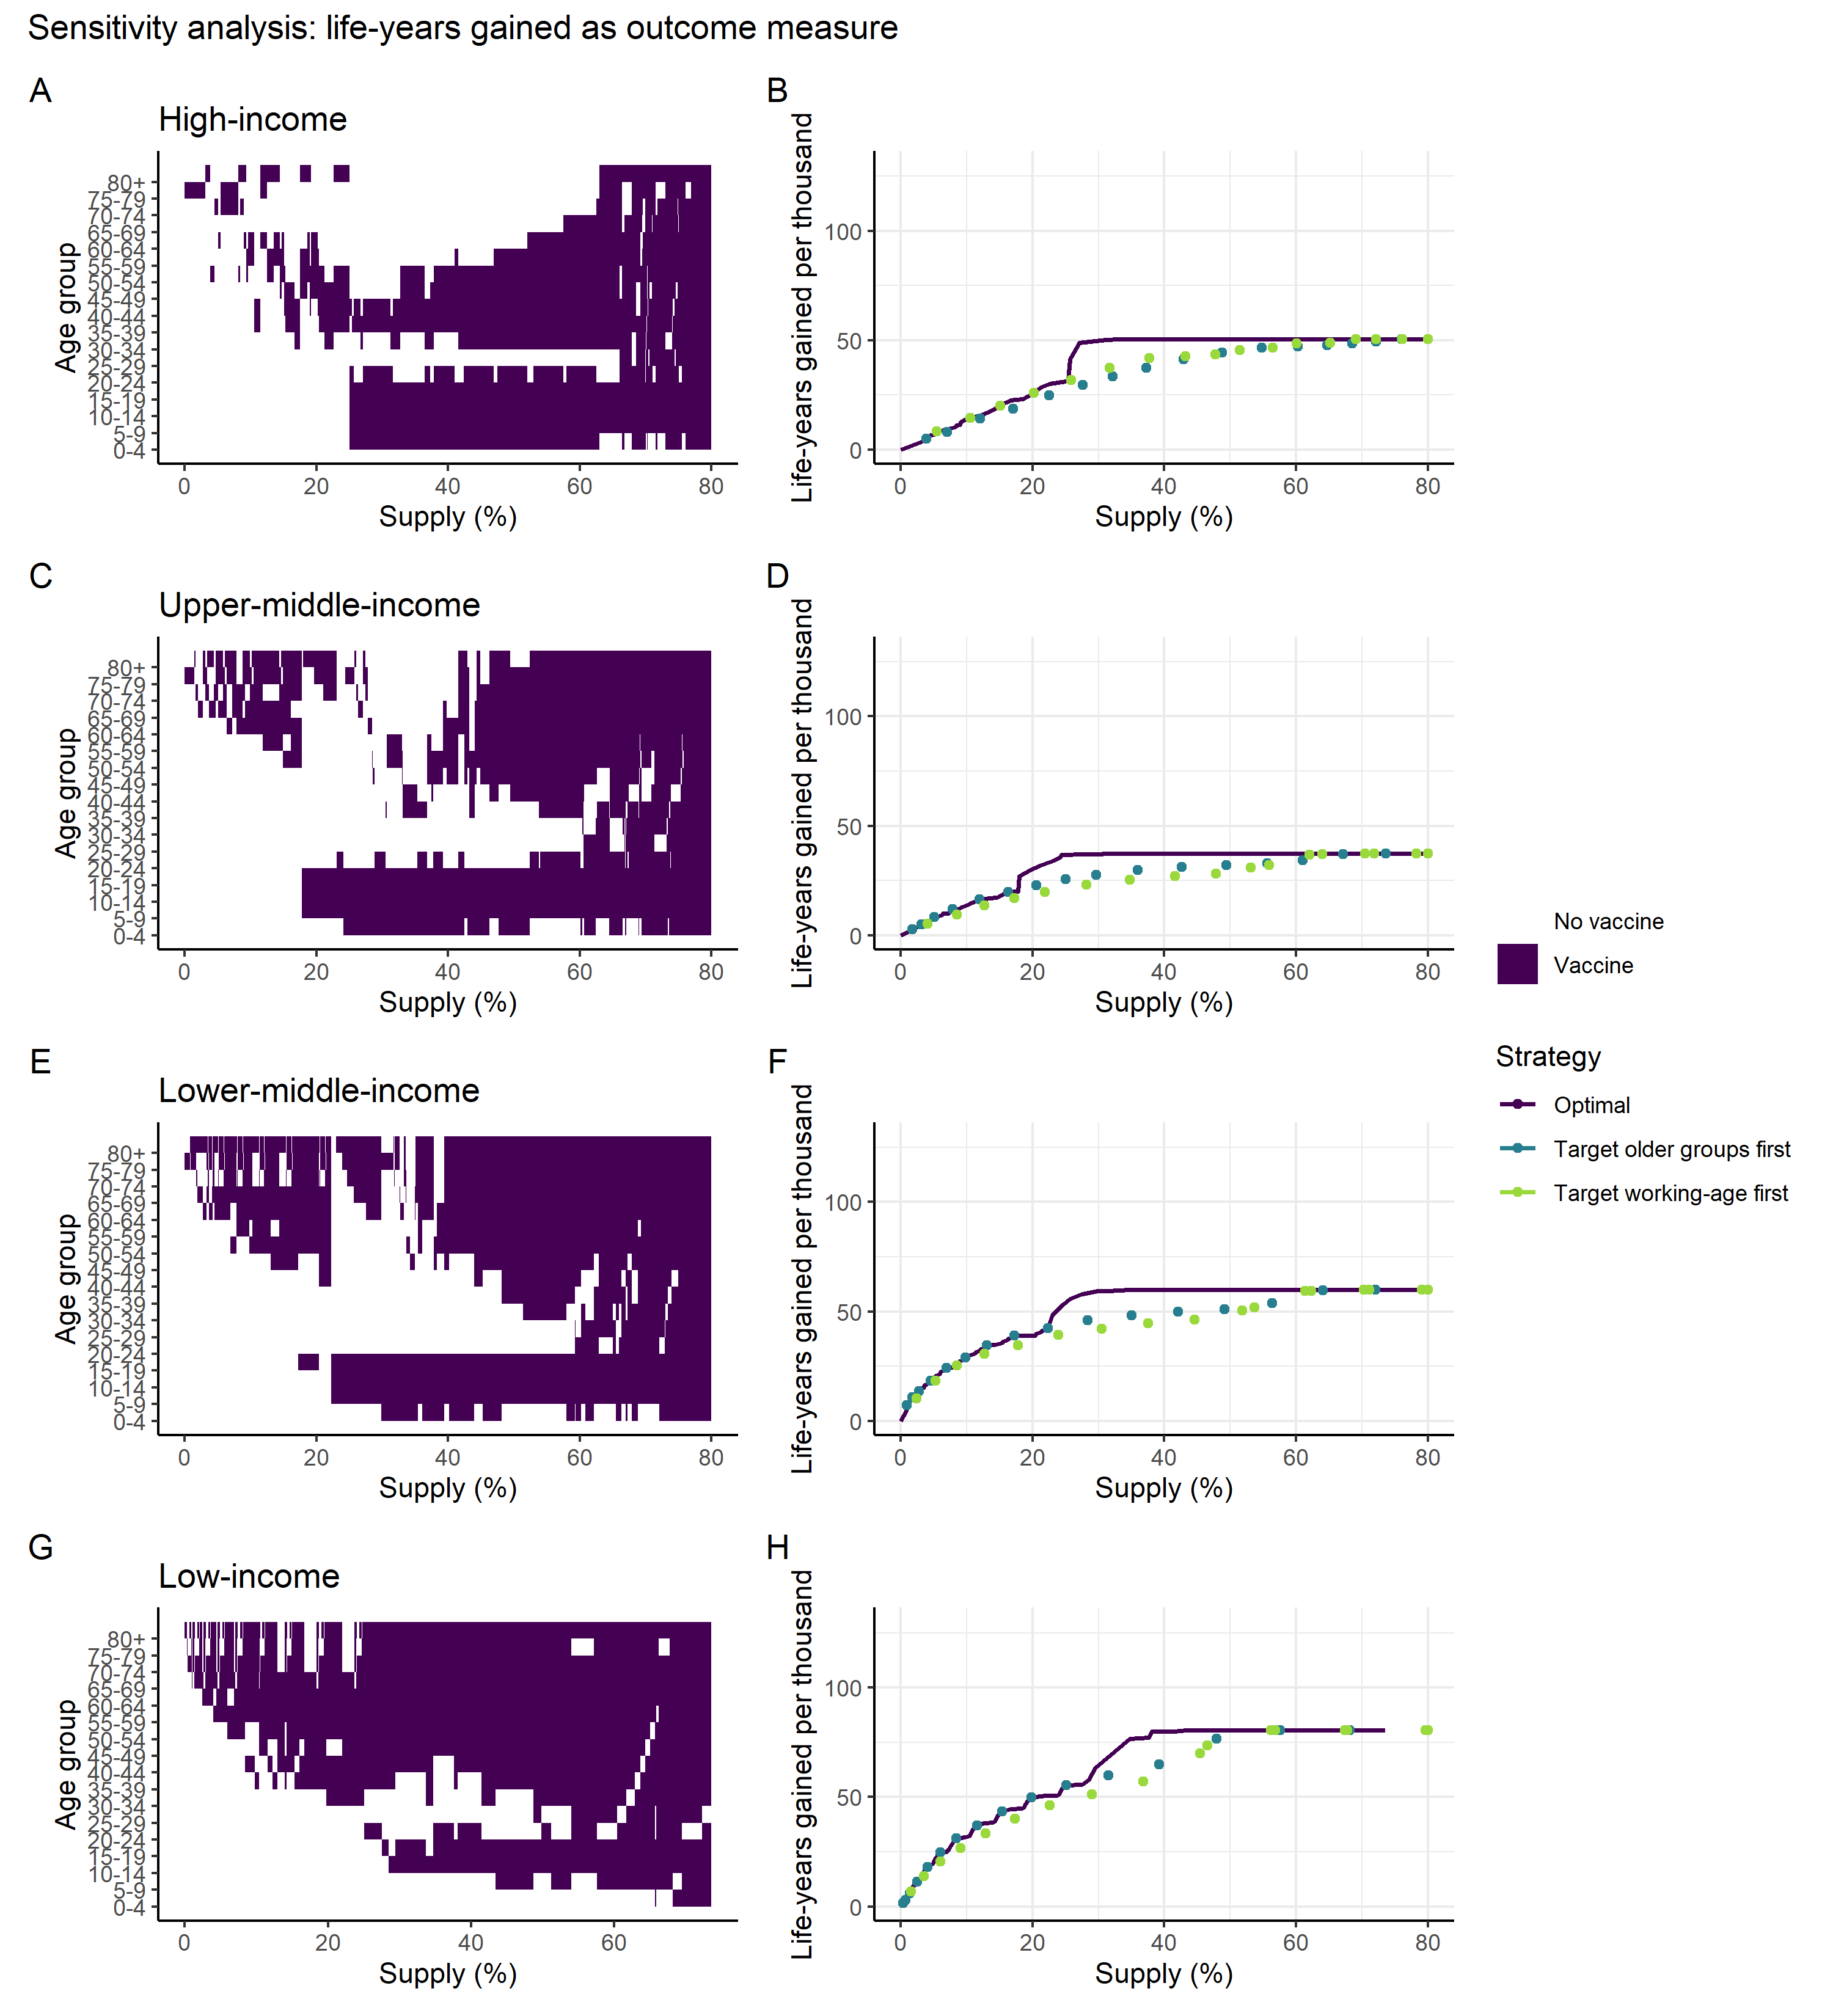 Sensitivity analysis: life-years gained as outcome measure
A
High-income
Age group
80+
75-79
70-74
65-69
60-64
55-59
50-54
45-49
40-44
35-39
30-34
25-29
20-24
15-19
10-14
5-9
0-4
0 20 40 60 80
Supply (%)
B
Life-years gained per thousand
100
50
0
0 20 40 60 80
Supply (%)
C
Upper-middle-income
Age group
80+
75-79
70-74
65-69
60-64
55-59
50-54
45-49
40-44
35-39
30-34
25-29
20-24
15-19
10-14
5-9
0-4
0 20 40 60 80
Supply (%)
D
Life-years gained per thousand
100
50
0
0 20 40 60 80
Supply (%)
E
Lower-middle-income
Age group
80+
75-79
70-74
65-69
60-64
55-59
50-54
45-49
40-44
35-39
30-34
25-29
20-24
15-19
10-14
5-9
0-4
0 20 40 60 80
Supply (%)
F
Life-years gained per thousand
100
50
0
0 20 40 60 80
Supply (%)
G
Low-income
Age group
80+
75-79
70-74
65-69
60-64
55-59
50-54
45-49
40-44
35-39
30-34
25-29
20-24
15-19
10-14
5-9
0-4
0 20 40 60
Supply (%)
H
Life-years gained per thousand
100
50
0
0 20 40 60 80
Supply (%)
No vaccine
Vaccine
Strategy
Optimal
Target older groups first
Target working-age first